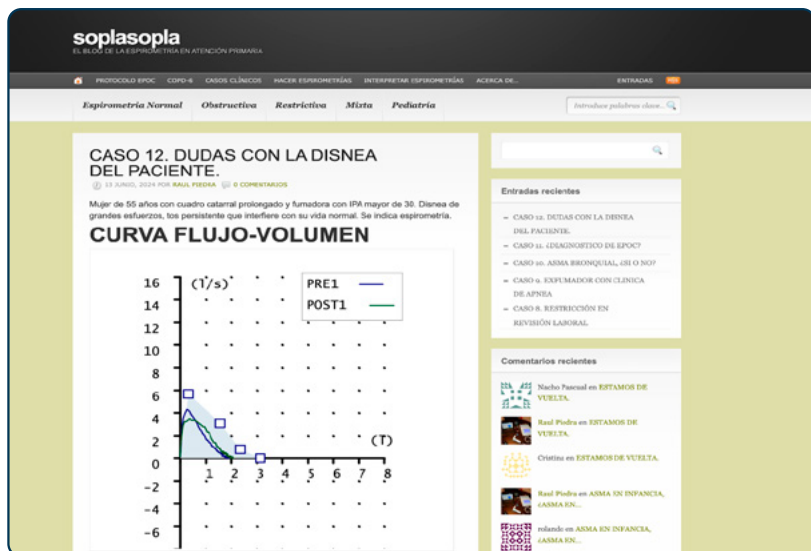 soplasopla
EL BLOG DE LA ESPIROMETRÍA EN ATENCIÓN PRIMARIA
PROTOCOLO EPOC COPD-6 CASOS CLÍNICOS HACER ESPIROMETRÍAS INTERPRETAR ESPIROMETRÍAS ACERCA DE... ENTRADAS
Espirometría Normal Obstructiva Restrictiva Mixta Pediatría
Introduce palabras clave...
CASO 12. DUDAS CON LA DISNEA
DEL PACIENTE.
13 JUNIO, 2024 POR RAUL PIEDRA 0 COMENTARIOS
Mujer de 55 años con cuadro catarral prolongado y fumadora con IPA mayor de 30. Disnea de
grandes esfuerzos, tos persistente que interfiere con su vida normal. Se indica espirometría.
CURVA FLUJO-VOLUMEN
(l/s)
PRE1
POST1
16
14
12
10
8
6
4
2
0
-2
-4
-6
(T)
1 2 3 4 5 6 7 8
Entradas recientes
– CASO 12. DUDAS CON LA DISNEA
DEL PACIENTE.
– CASO 11. ¿DIAGNOSTICO DE EPOC?
– CASO 10. ASMA BRONQUIAL, ¿SI O NO?
– CASO 9. EXFUMADOR CON CLINICA
DE APNEA
– CASO 8. RESTRICCIÓN EN
REVISIÓN LABORAL
Comentarios recientes
Nacho Pascual en ESTAMOS DE
VUELTA.
Raul Piedra en ESTAMOS DE
VUELTA.
Cristina en ESTAMOS DE VUELTA.
Raul Piedra en ASMA EN INFANCIA,
¿ASMA EN...
rolando en ASMA EN INFANCIA,
¿ASMA EN...